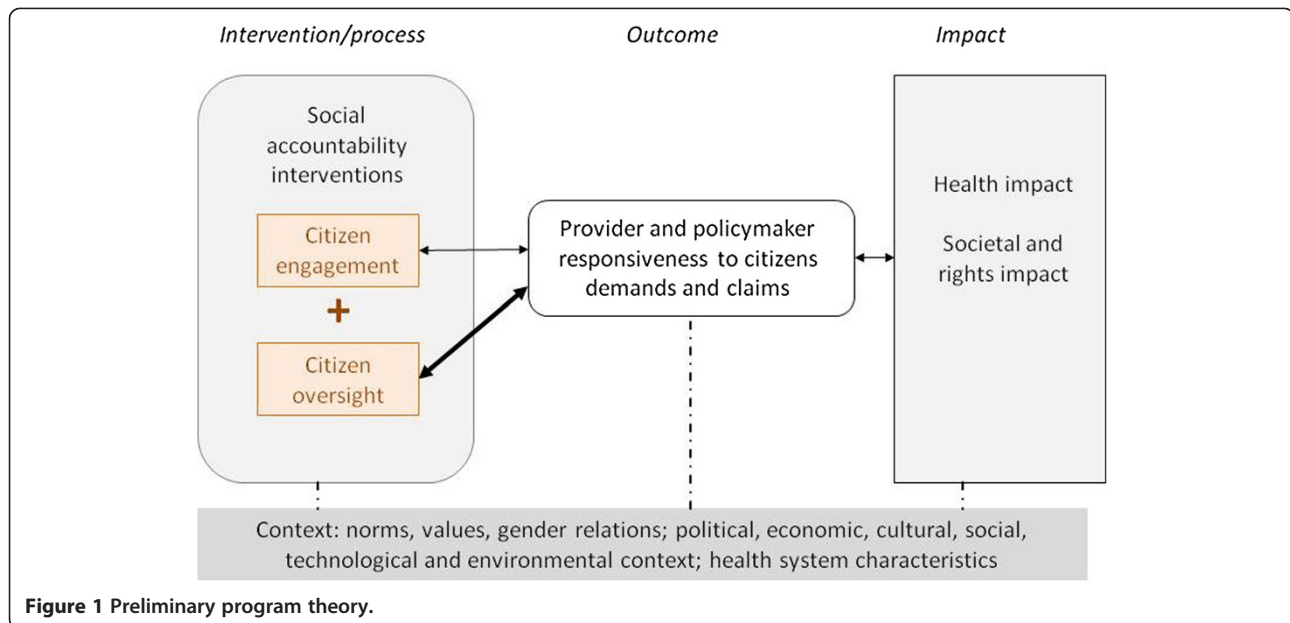 Intervention/process
Outcome
Impact
Social
accountability
interventions
Citizen
engagement
+
Citizen
oversight
Provider and policymaker
responsiveness to citizens
demands and claims
Health impact
Societal and
rights impact
Context: norms, values, gender relations; political, economic, cultural, social,
technological and environmental context; health system characteristics
Figure 1 Preliminary program theory.